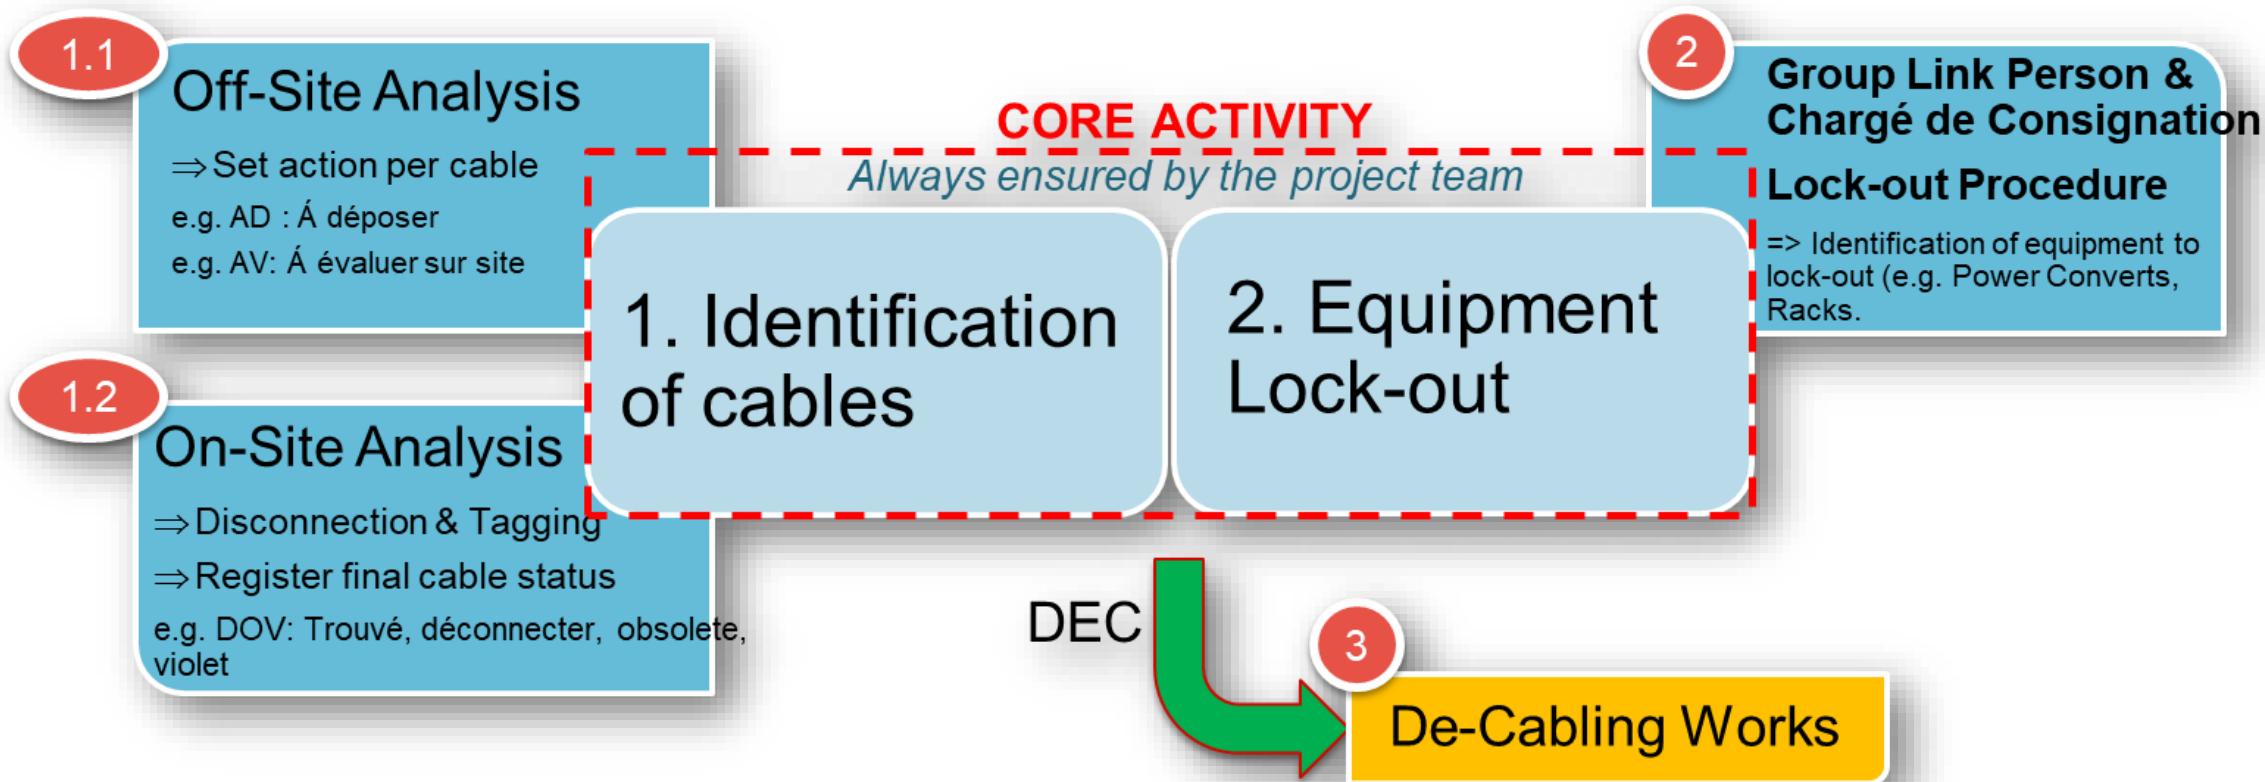 1.1
Off-Site Analysis
⇒ Set action per cable
e.g. AD : Á déposer
e.g. AV: Á évaluer sur site
1.2
On-Site Analysis
⇒ Disconnection & Tagging
⇒ Register final cable status
e.g. DOV: Trouvé, déconnecter, obsolete,
violet
CORE ACTIVITY
Always ensured by the project team
1. Identification
of cables
2. Equipment
Lock-out
2
Group Link Person &
Chargé de Consignation
Lock-out Procedure
=> Identification of equipment to
lock-out (e.g. Power Converts,
Racks.
DEC
3
De-Cabling Works